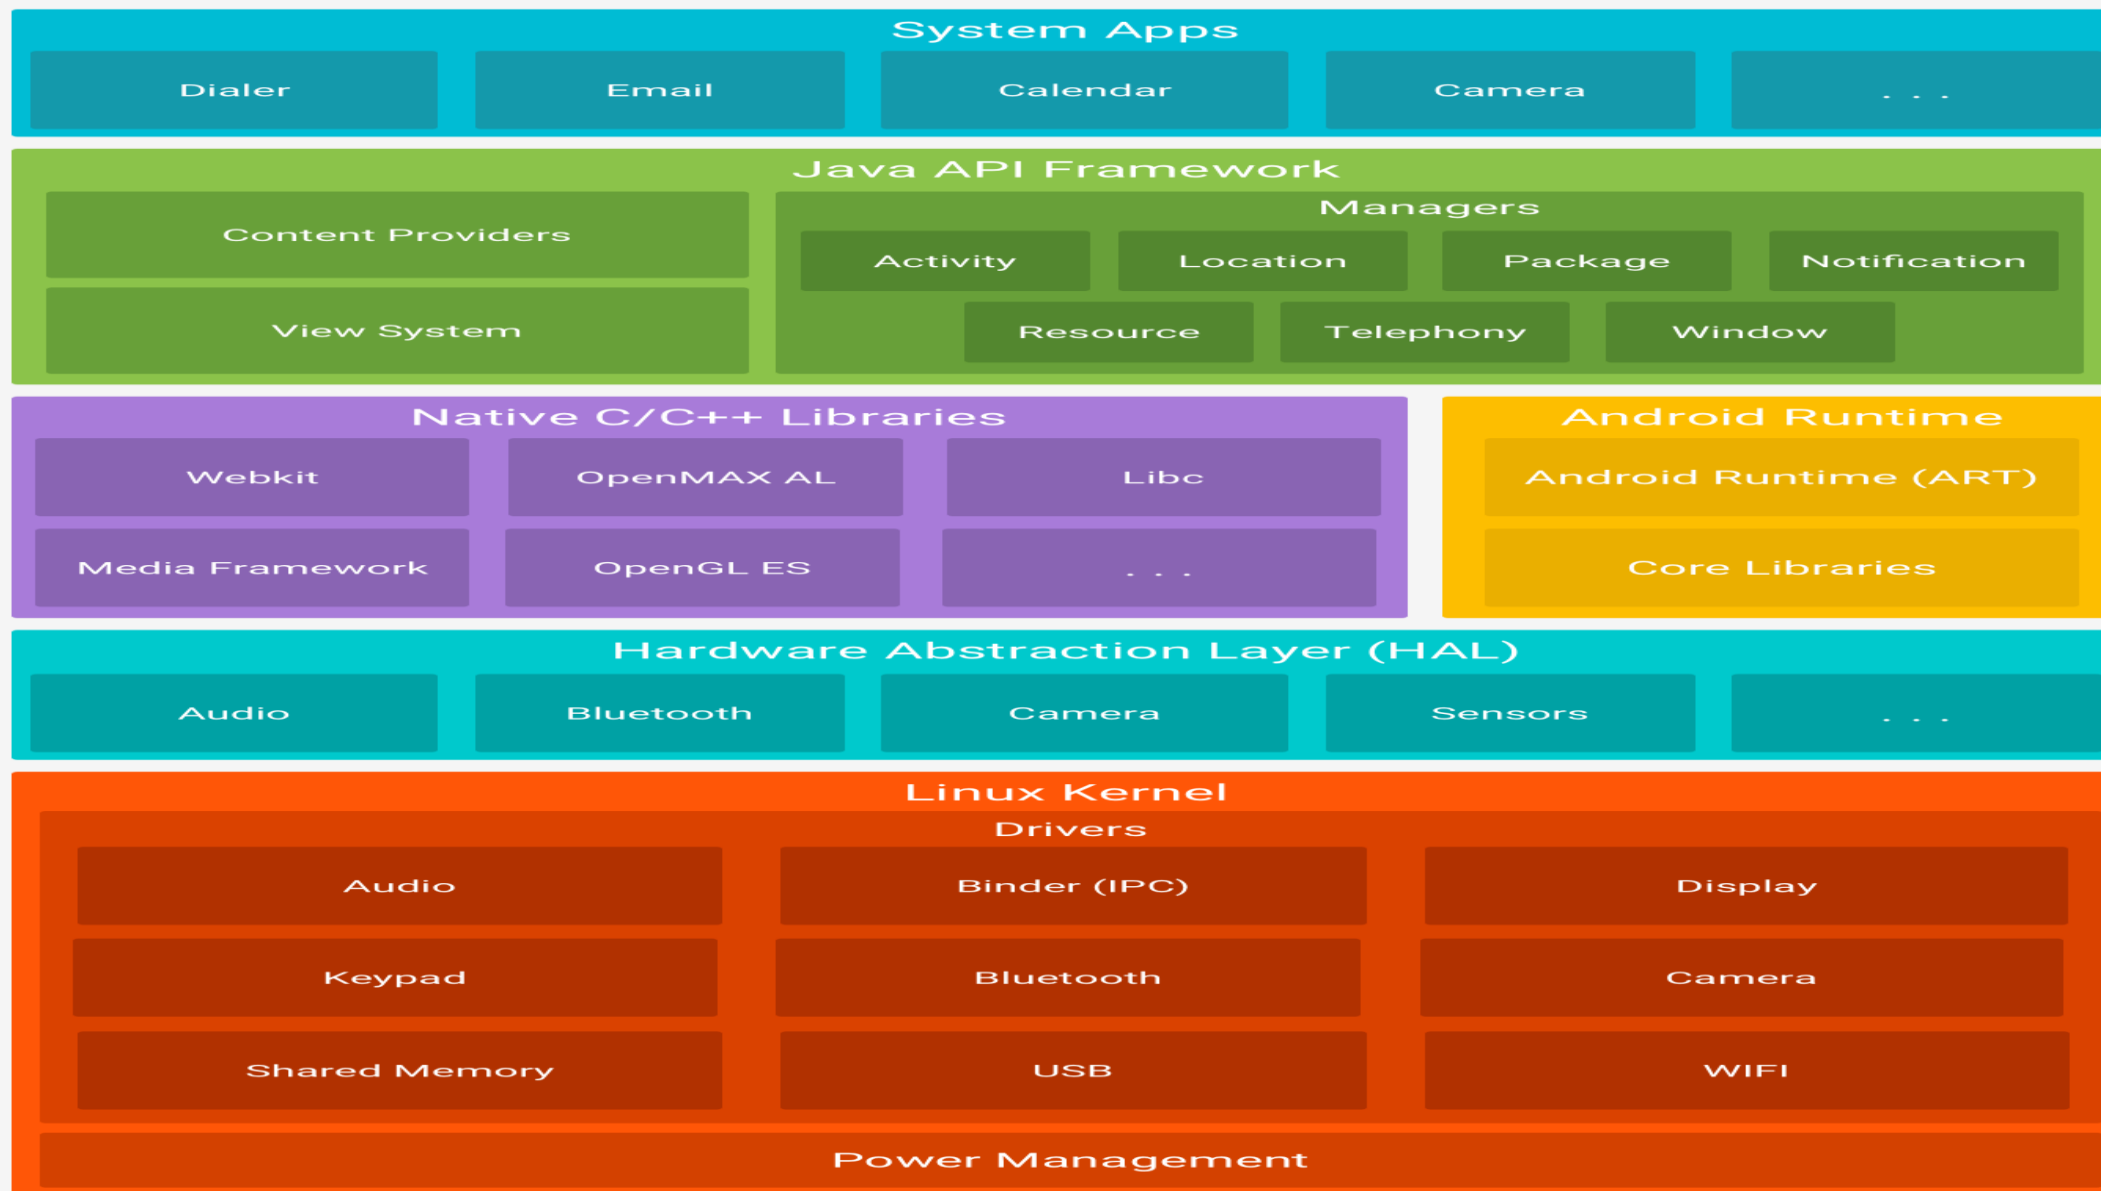 System Apps
Dialer Email Calendar Camera . . .
Java API Framework
Content Providers
View System
Managers
Activity Location Package Notification
Resource Telephony Window
Native C/C++ Libraries
Webkit OpenMAX AL Libc
Media Framework OpenGL ES . . .
Android Runtime
Android Runtime (ART)
Core Libraries
Hardware Abstraction Layer (HAL)
Audio Bluetooth Camera Sensors . . .
Linux Kernel
Drivers
Audio Binder (IPC) Display
Keypad Bluetooth Camera
Shared Memory USB WIFI
Power Management